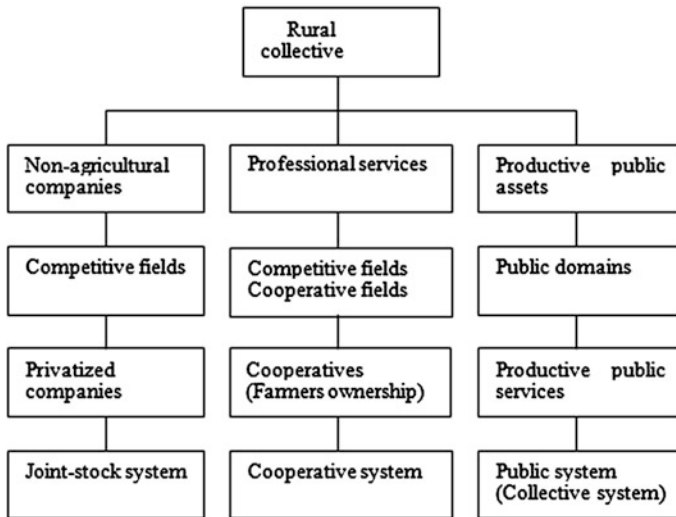 Rural
collective
Non-agricultural
companies
Professional services
Productive public
assets
Competitive fields
Competitive fields
Cooperative fields
Public domains
Privatized
companies
Cooperatives
(Farmers ownership)
Productive public
services
Joint-stock system
Cooperative system
Public system
(Collective system)